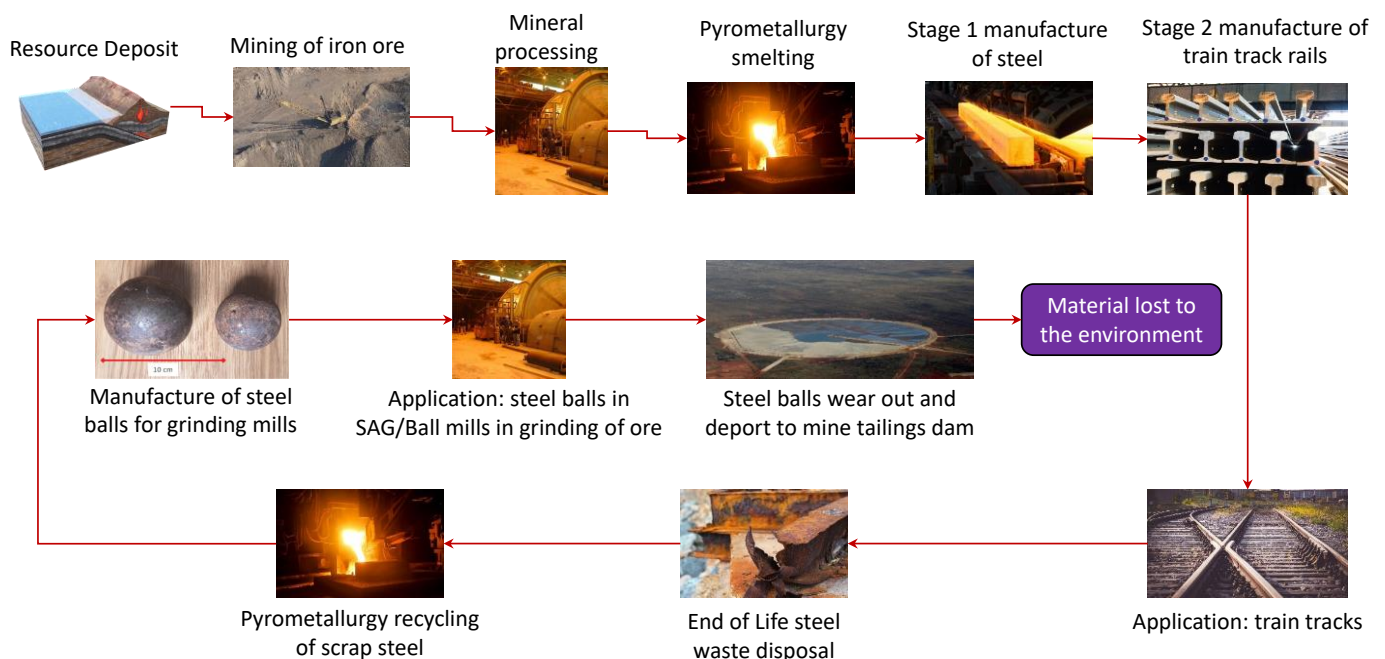 Resource Deposit
Mining of iron ore
Mineral
processing
Pyrometallurgy
smelting
Stage 1 manufacture
of steel
Stage 2 manufacture of
train track rails
10 cm
Manufacture of steel
balls for grinding mills
Application: steel balls in
SAG/Ball mills in grinding of ore
Steel balls wear out and
deport to mine tailings dam
Material lost to
the environment
Pyrometallurgy recycling
of scrap steel
End of Life steel
waste disposal
Application: train tracks